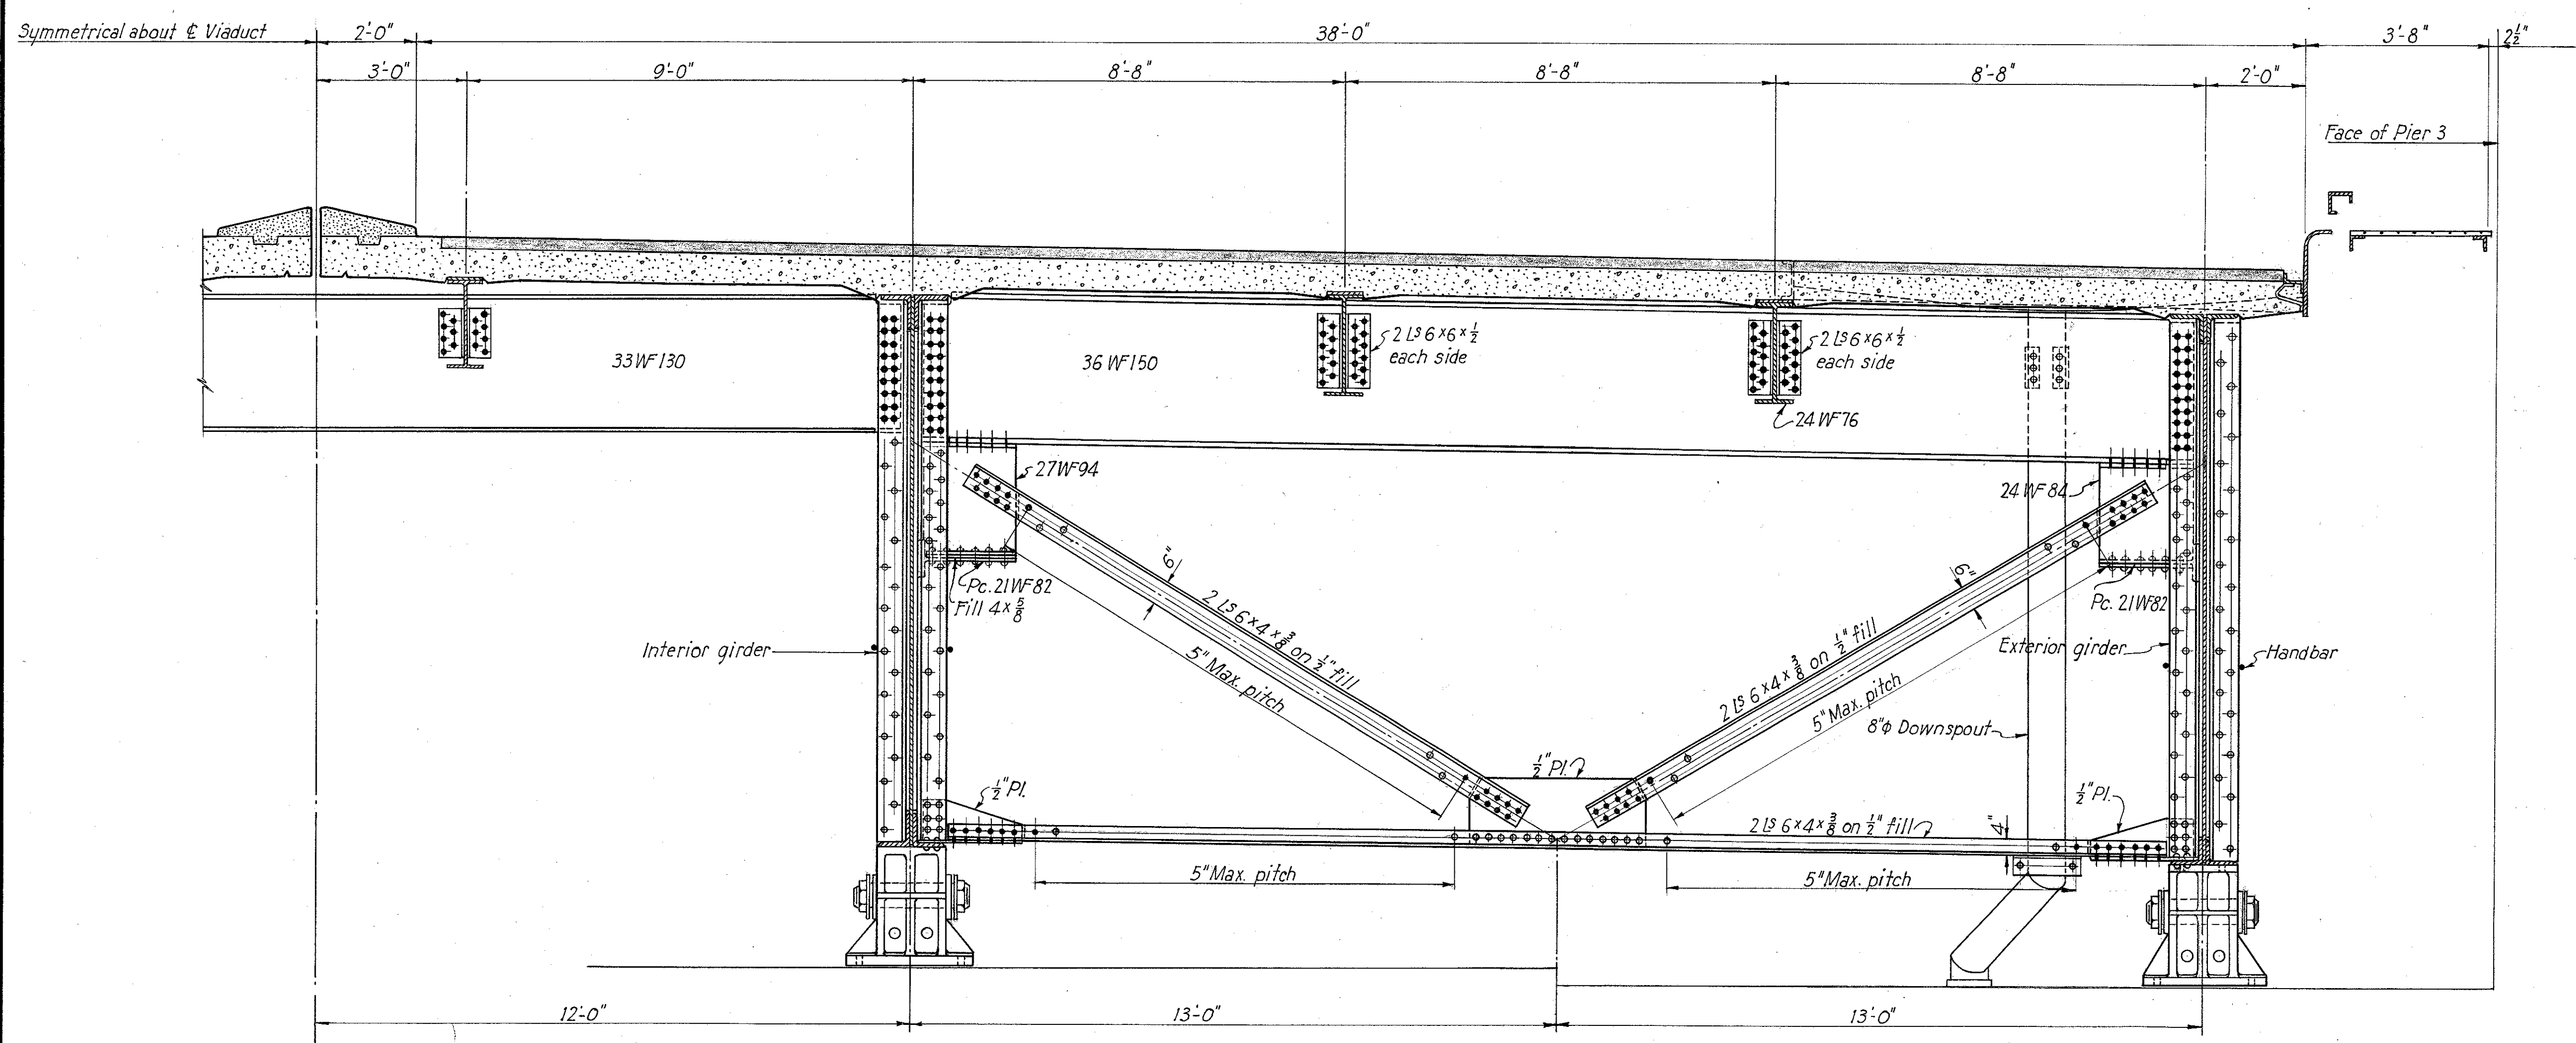 Symmetrical about ℄ Viaduct
2'-0"
38'-0"
3'-8"
2½"
3'-0"
9'-0"
8'-8"
8'-8"
8'-8"
2'-0"
Face of Pier 3
33 WF 130
36 WF 150
2 Ls 6 x 6 x ½
each side
2 Ls 6 x 6 x ½
each side
24 WF 76
27 WF 94
24 WF 84
Pc. 21 WF 82
Fill 4 x ⅝
6"
6"
Pc. 21 WF 82
2 Ls 6 x 4 x ⅜ on ½" fill
5" Max. pitch
2 Ls 6 x 4 x ⅜ on ½" fill
5" Max. pitch
Interior girder
Exterior girder
Handbar
8"φ Downspout
½" Pl.
½" Pl.
½" Pl.
2 Ls 6 x 4 x ⅜ on ½" fill
4"
5" Max. pitch
5" Max. pitch
12'-0"
13'-0"
13'-0"